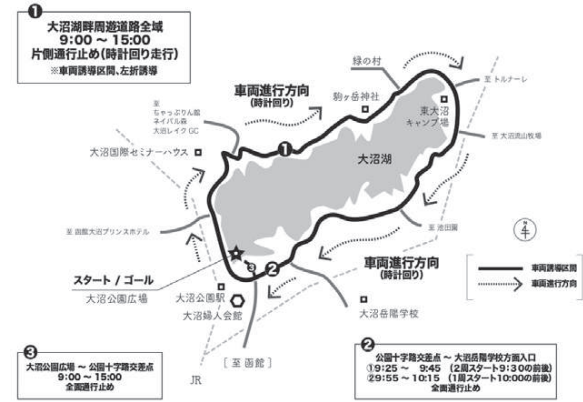 ❶
大沼湖畔周遊道路全域
9:00 ～ 15:00
片側通行止め(時計回り走行)
※車両誘導区間、左折誘導
緑の村
至 トルナーレ
車両進行方向
(時計回り)
駒ヶ岳神社
東大沼
キャンプ場
至
ちゃっぷりん館
ネイパル森
大沼レイクGC
至 大沼流山牧場
大沼国際セミナーハウス
❶
大沼湖
至 函館大沼プリンスホテル
至 池田園
スタート / ゴール
大沼公園広場
❸
❷
車両進行方向
(時計回り)
車両誘導区間
車両進行方向
大沼公園駅
大沼婦人会館
大沼岳陽学校
[ 至 函館 ]
JR
❸
大沼公園広場 ～ 公園十字路交差点
9:00 ～ 15:00
全面通行止め
❷
公園十字路交差点 ～ 大沼岳陽学校方面入口
①9:25 ～ 9:45 (2周スタート9:30の前後)
②9:55 ～ 10:15 (1周スタート10:00の前後)
全面通行止め